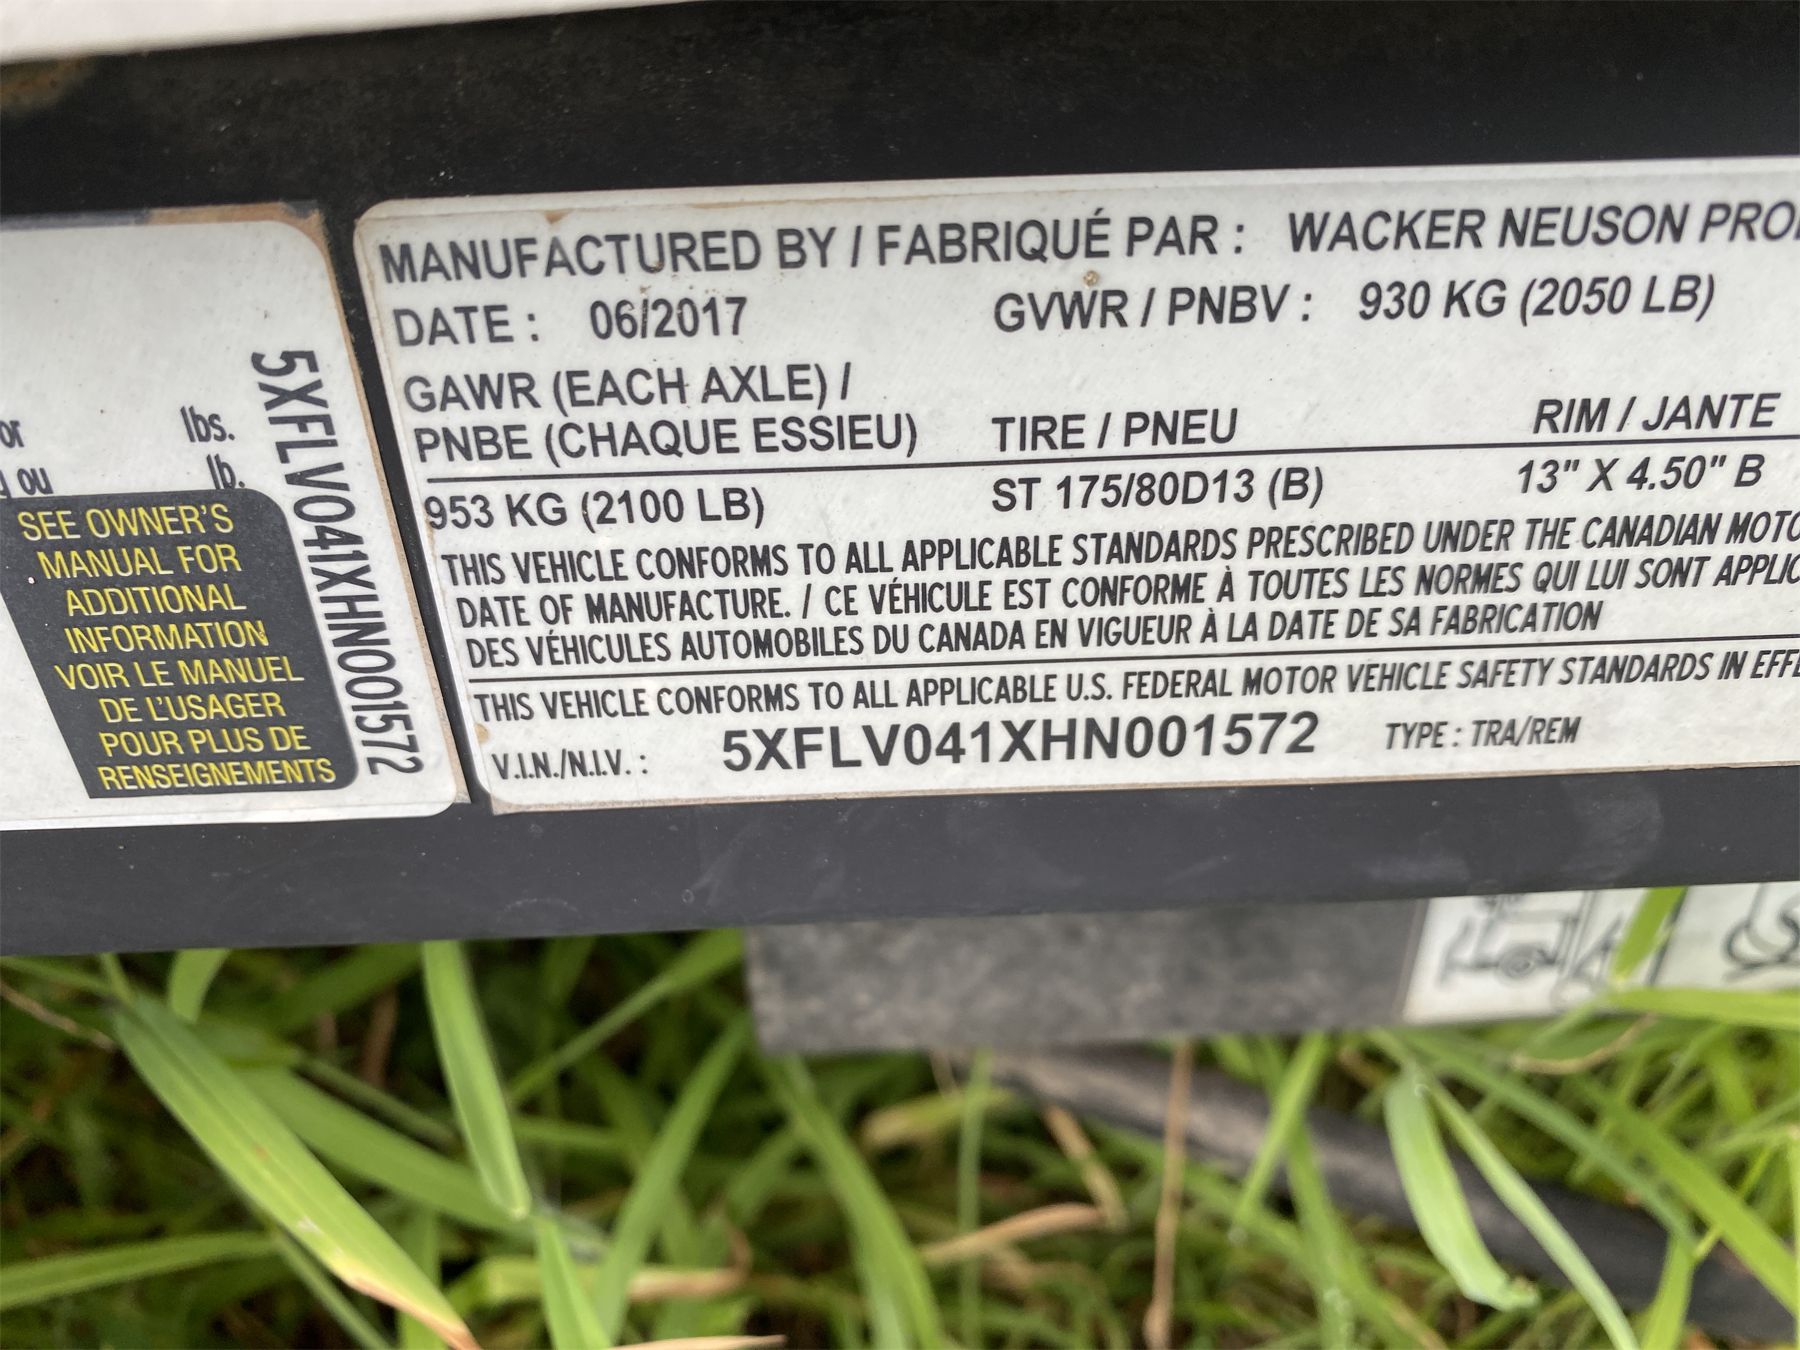 or lbs.
ou lb.
SEE OWNER'S
MANUAL FOR
ADDITIONAL
INFORMATION
VOIR LE MANUEL
DE L'USAGER
POUR PLUS DE
RENSEIGNEMENTS
5XFLV041XHN001572
MANUFACTURED BY / FABRIQUÉ PAR : WACKER NEUSON
DATE : 06/2017 GVWR / PNBV : 930 KG (2050 LB)
GAWR (EACH AXLE) /
PNBE (CHAQUE ESSIEU) TIRE / PNEU RIM / JANTE
953 KG (2100 LB) ST 175/80D13 (B) 13" X 4.50" B
THIS VEHICLE CONFORMS TO ALL APPLICABLE STANDARDS PRESCRIBED UNDER THE CANADIAN
DATE OF MANUFACTURE. / CE VÉHICULE EST CONFORME À TOUTES LES NORMES QUI LUI SONT
DES VÉHICULES AUTOMOBILES DU CANADA EN VIGUEUR À LA DATE DE SA FABRICATION
THIS VEHICLE CONFORMS TO ALL APPLICABLE U.S. FEDERAL MOTOR VEHICLE SAFETY STANDARDS IN
V.I.N./N.I.V. : 5XFLV041XHN001572 TYPE : TRA/REM